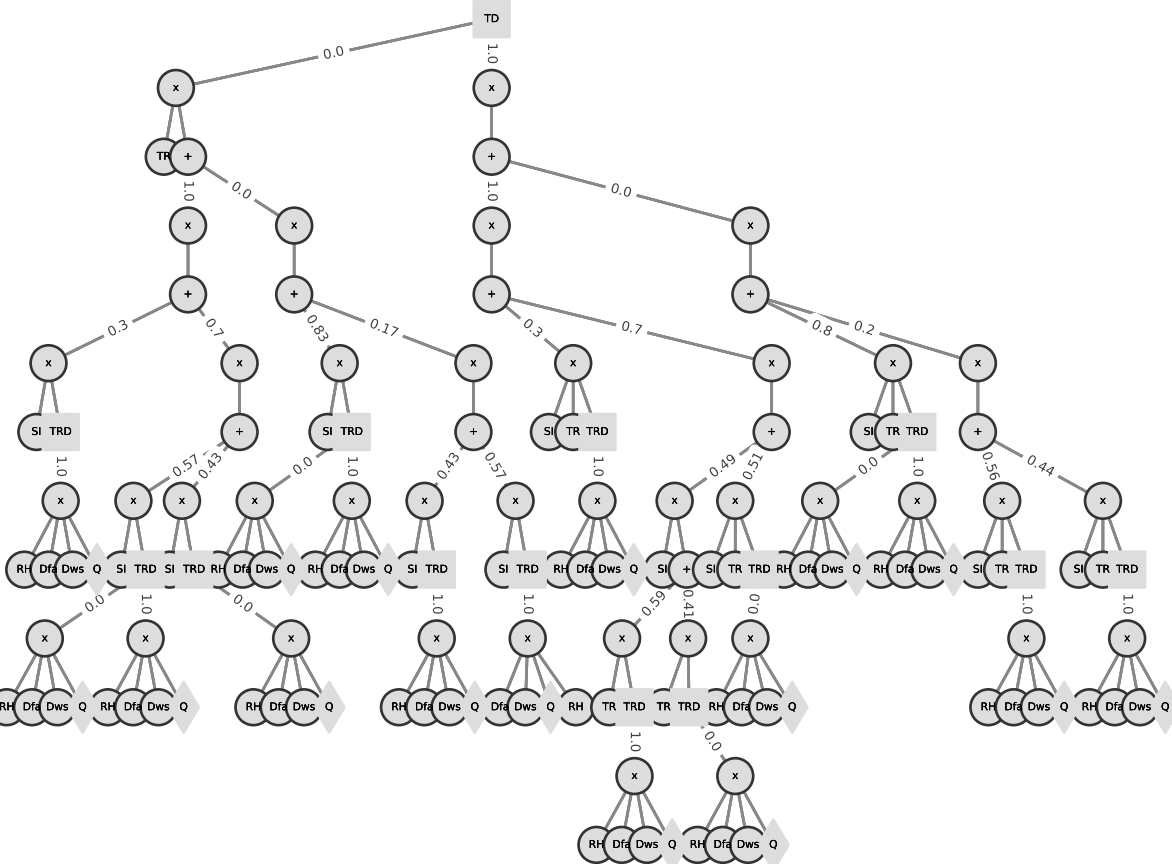 TD
0.0 1.0
x x
TR + +
1.0 0.0 1.0 0.0
x x x x
+ + + +
0.3 0.7 0.83 0.17 0.3 0.7 0.8 0.2
x x x x x x x x
SI TRD + SI TRD + SI TR TRD + SI TR TRD +
1.0 0.57 0.43 0.0 1.0 0.43 0.57 1.0 0.49 0.51 0.0 1.0 0.56 0.44
x x x x x x x x x x x x x x
RH Dfa Dws Q SI TRD SI TRD RH Dfa Dws Q RH Dfa Dws Q SI TRD SI TRD RH Dfa Dws Q SI + SI TR TRD RH Dfa Dws Q RH Dfa Dws Q SI TR TRD SI TR TRD
0.0 1.0 0.0 1.0 1.0 0.59 0.41 0.0 1.0 1.0
x x x x x x x x x x
RH Dfa Dws Q RH Dfa Dws Q RH Dfa Dws Q RH Dfa Dws Q Dfa Dws Q RH TR TRD TR TRD RH Dfa Dws Q RH Dfa Dws Q RH Dfa Dws Q
1.0 0.0
x x
RH Dfa Dws Q RH Dfa Dws Q